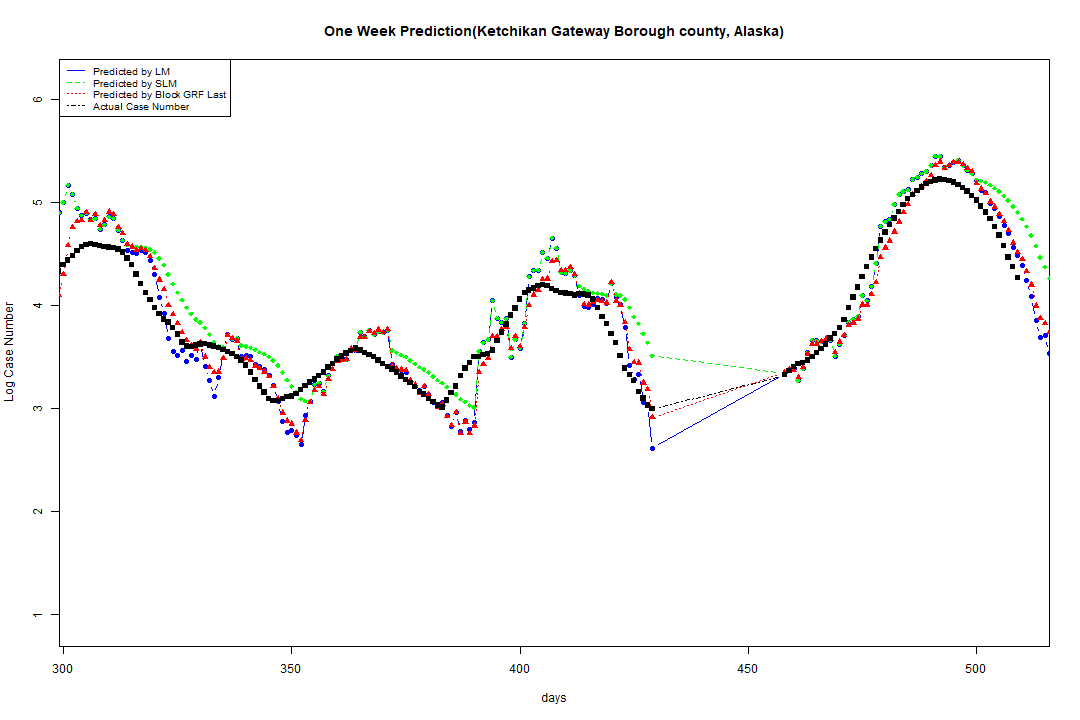 One Week Prediction(Ketchikan Gateway Borough county, Alaska)
Predicted by LM
Predicted by SLM
Predicted by Block GRF Last
Actual Case Number
Log Case Number
6
5
4
3
2
1
300 350 400 450 500
days